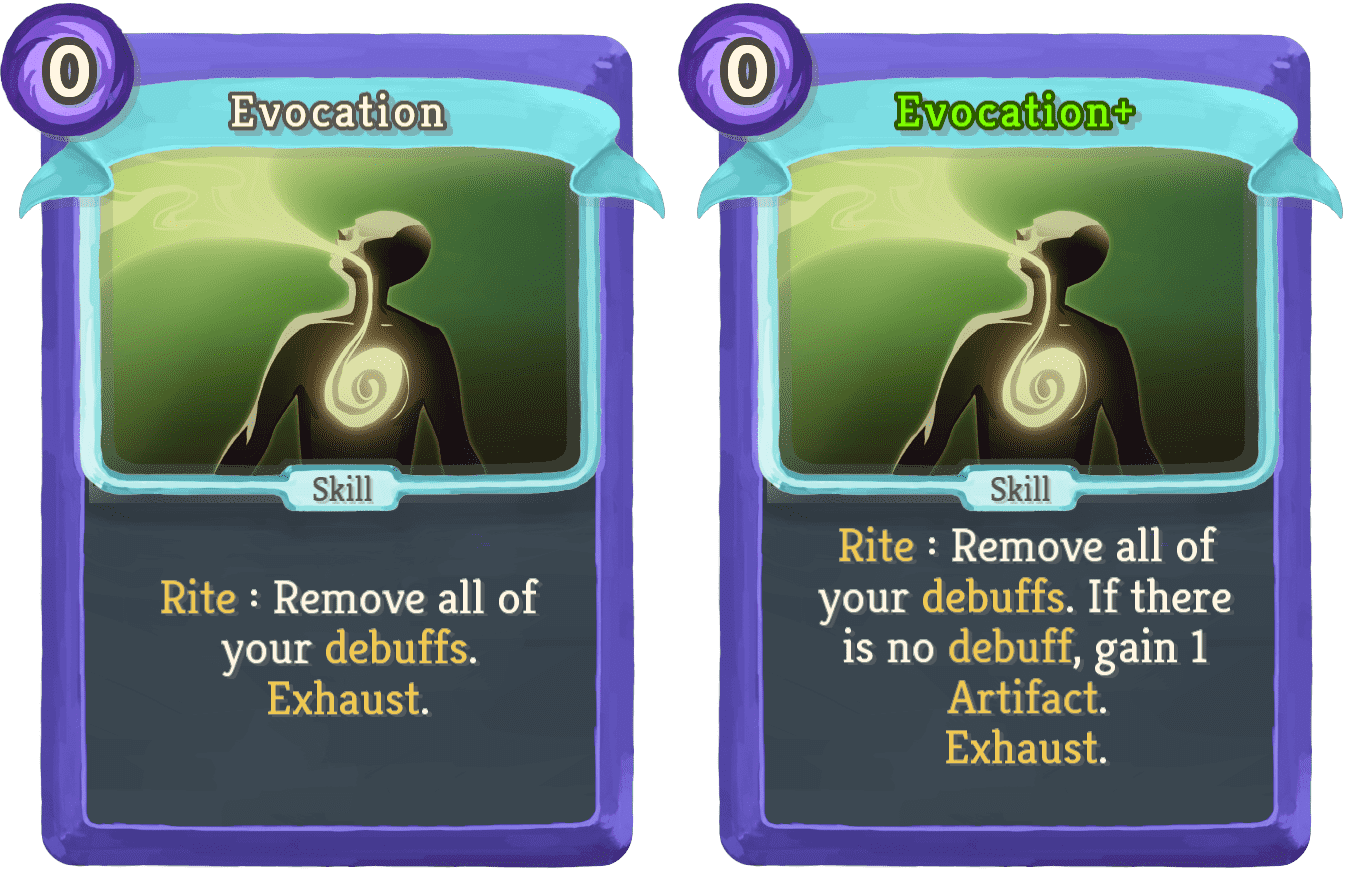 0
Evocation
Skill
Rite : Remove all of
your debuffs.
Exhaust.
0
Evocation+
Skill
Rite : Remove all of
your debuffs. If there
is no debuff, gain 1
Artifact.
Exhaust.